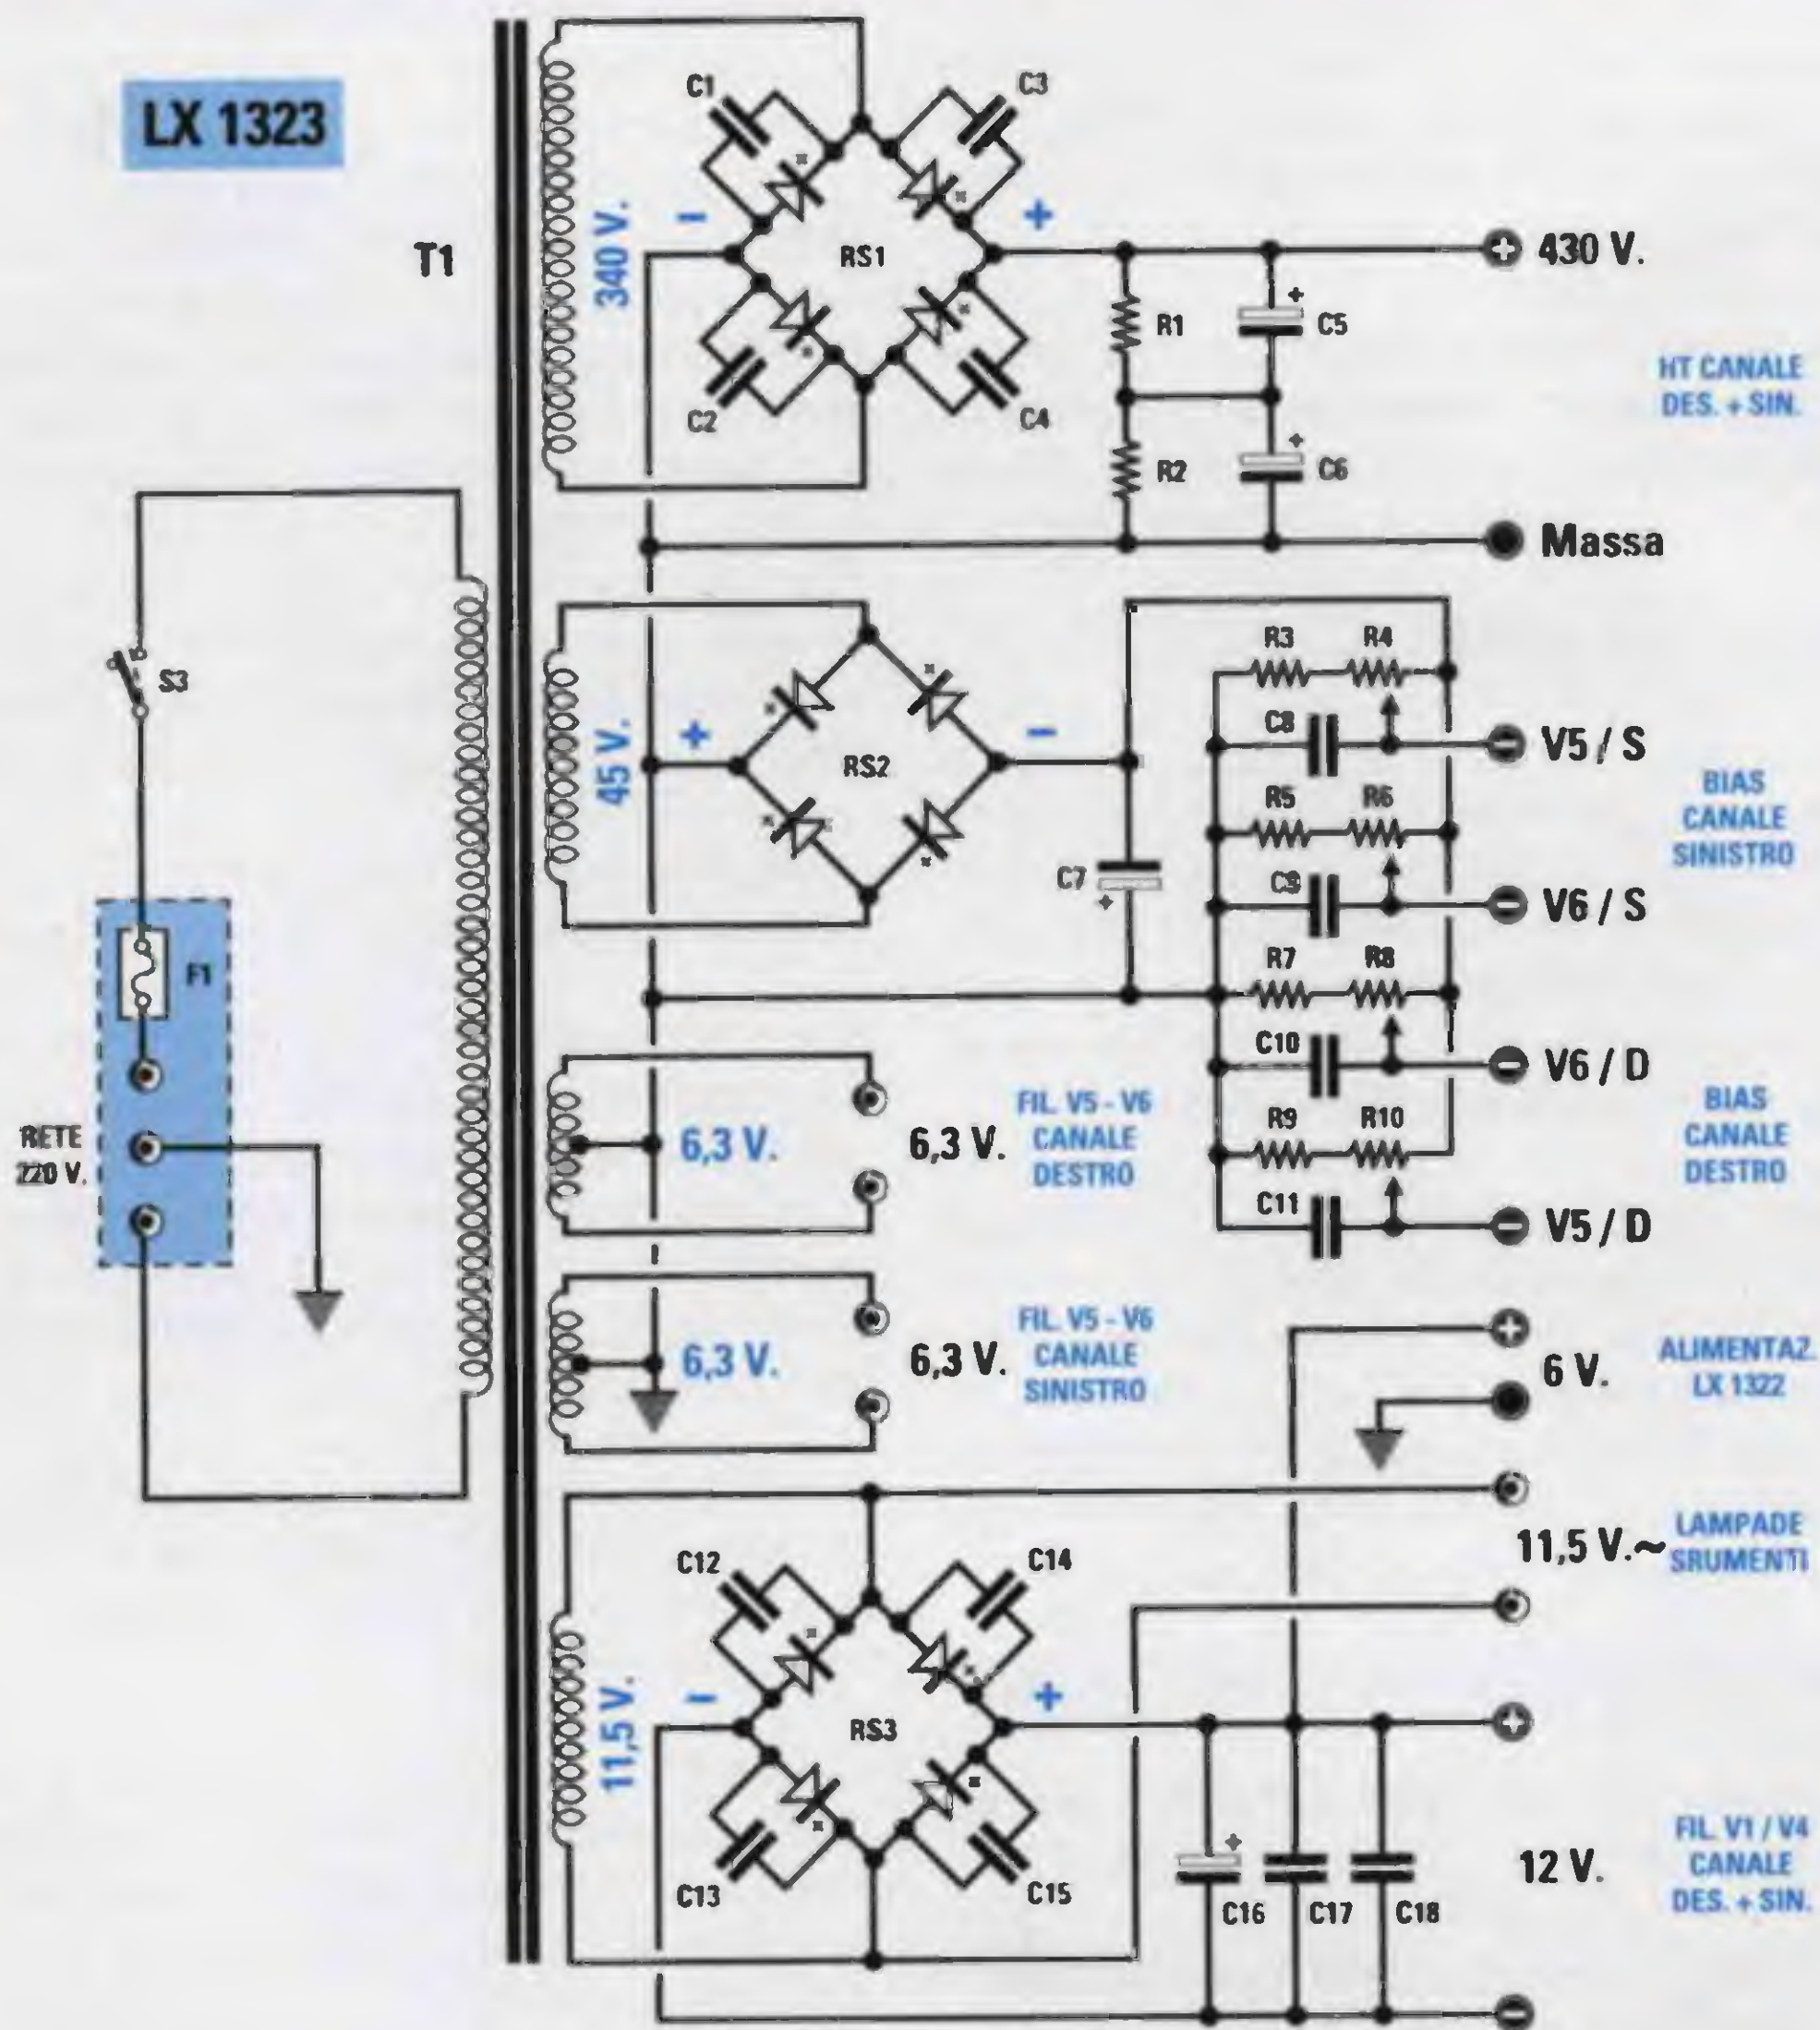 LX 1323
T1
340 V.
C1
C3
RS1
C2
C4
-
+
R1
C5
+
R2
C6
+
+ 430 V.
HT CANALE
DES. + SIN.
Massa
S3
F1
RETE
220 V.
45 V.
+
RS2
-
C7
+
R3
R4
C8
- V5 / S
R5
R6
C9
- V6 / S
BIAS
CANALE
SINISTRO
R7
R8
C10
- V6 / D
R9
R10
C11
- V5 / D
BIAS
CANALE
DESTRO
6,3 V.
6,3 V.
FIL. V5 - V6
CANALE
DESTRO
6,3 V.
6,3 V.
FIL. V5 - V6
CANALE
SINISTRO
+
6 V.
ALIMENTAZ.
LX 1322
11,5 V.~
LAMPADE
SRUMENTI
11,5 V.
C12
C14
-
RS3
+
C13
C15
+
C16
C17
C18
+
12 V.
-
FIL. V1 / V4
CANALE
DES. + SIN.